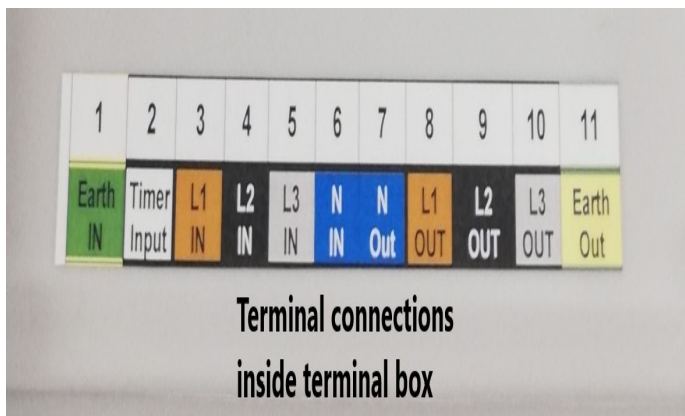 1 2 3 4 5 6 7 8 9 10 11
Earth IN Timer Input L1 IN L2 IN L3 IN N IN N Out L1 OUT L2 OUT L3 OUT Earth Out
Terminal connections
inside terminal box